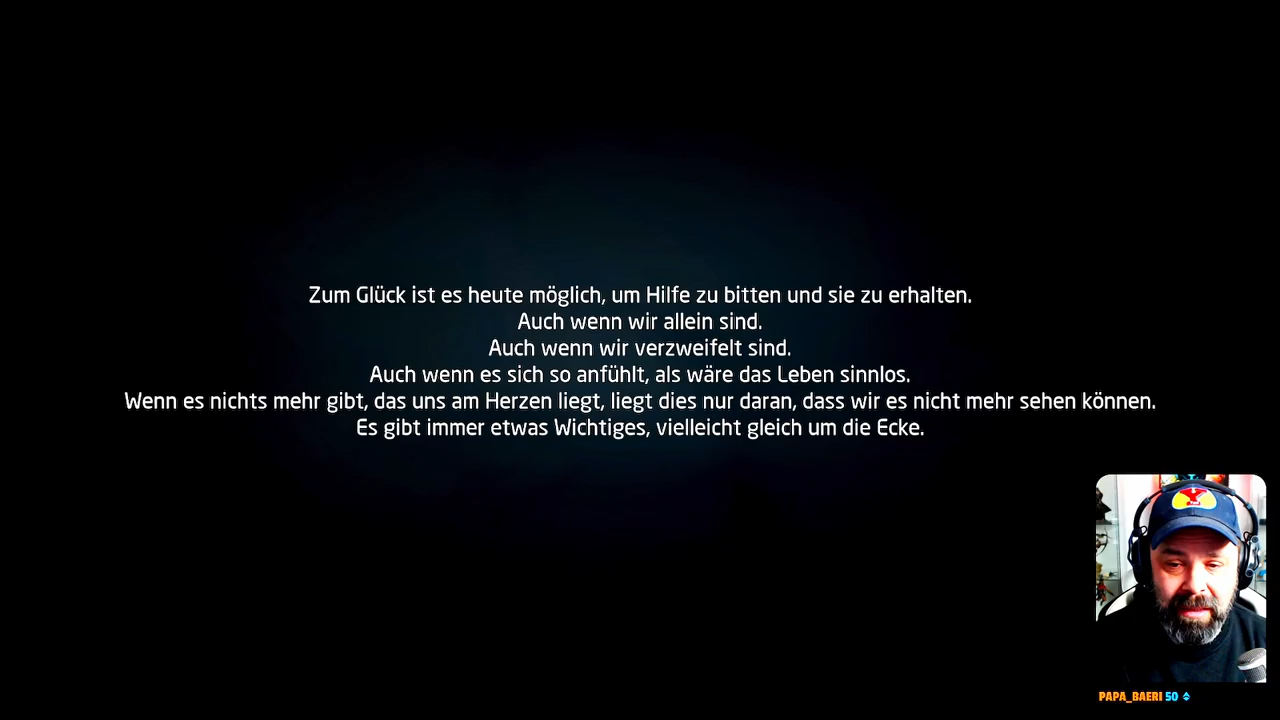 Zum Glück ist es heute möglich, um Hilfe zu bitten und sie zu erhalten.
Auch wenn wir allein sind.
Auch wenn wir verzweifelt sind.
Auch wenn es sich so anfühlt, als wäre das Leben sinnlos.
Wenn es nichts mehr gibt, das uns am Herzen liegt, liegt dies nur daran, dass wir es nicht mehr sehen können.
Es gibt immer etwas Wichtiges, vielleicht gleich um die Ecke.
PAPA_BAERI 50